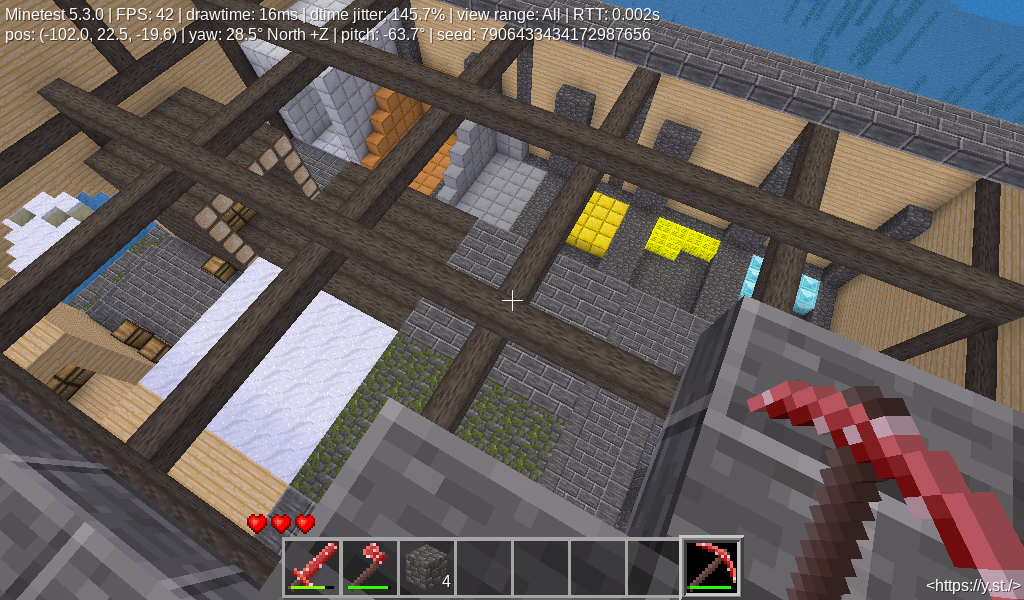 Minetest 5.3.0 | FPS: 42 | drawtime: 16ms | dtime jitter: 145.7% | view range: All | RTT: 0.002s
pos: (-102.0, 22.5, -19.6) | yaw: 28.5° North +Z | pitch: -63.7° | seed: 7906433434172987656
4
<https://y.st./>